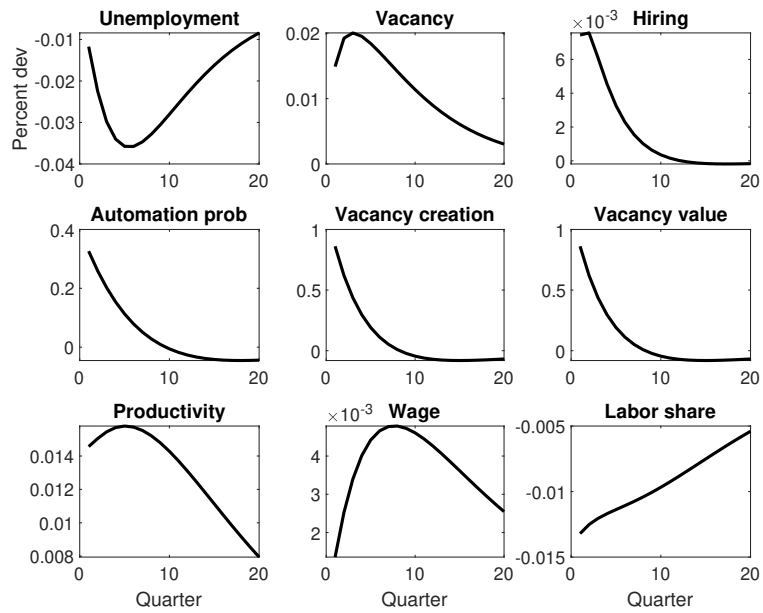 Unemployment
Percent dev
-0.01
-0.02
-0.03
-0.04
0 10 20
Vacancy
0.02
0.01
0
0 10 20
Hiring
×10-3
6
4
2
0
0 10 20
Automation prob
0.4
0.2
0
0 10 20
Vacancy creation
1
0.5
0
0 10 20
Vacancy value
1
0.5
0
0 10 20
Productivity
0.014
0.012
0.01
0.008
0 10 20
Quarter
Wage
×10-3
4
3
2
0 10 20
Quarter
Labor share
-0.005
-0.01
-0.015
0 10 20
Quarter